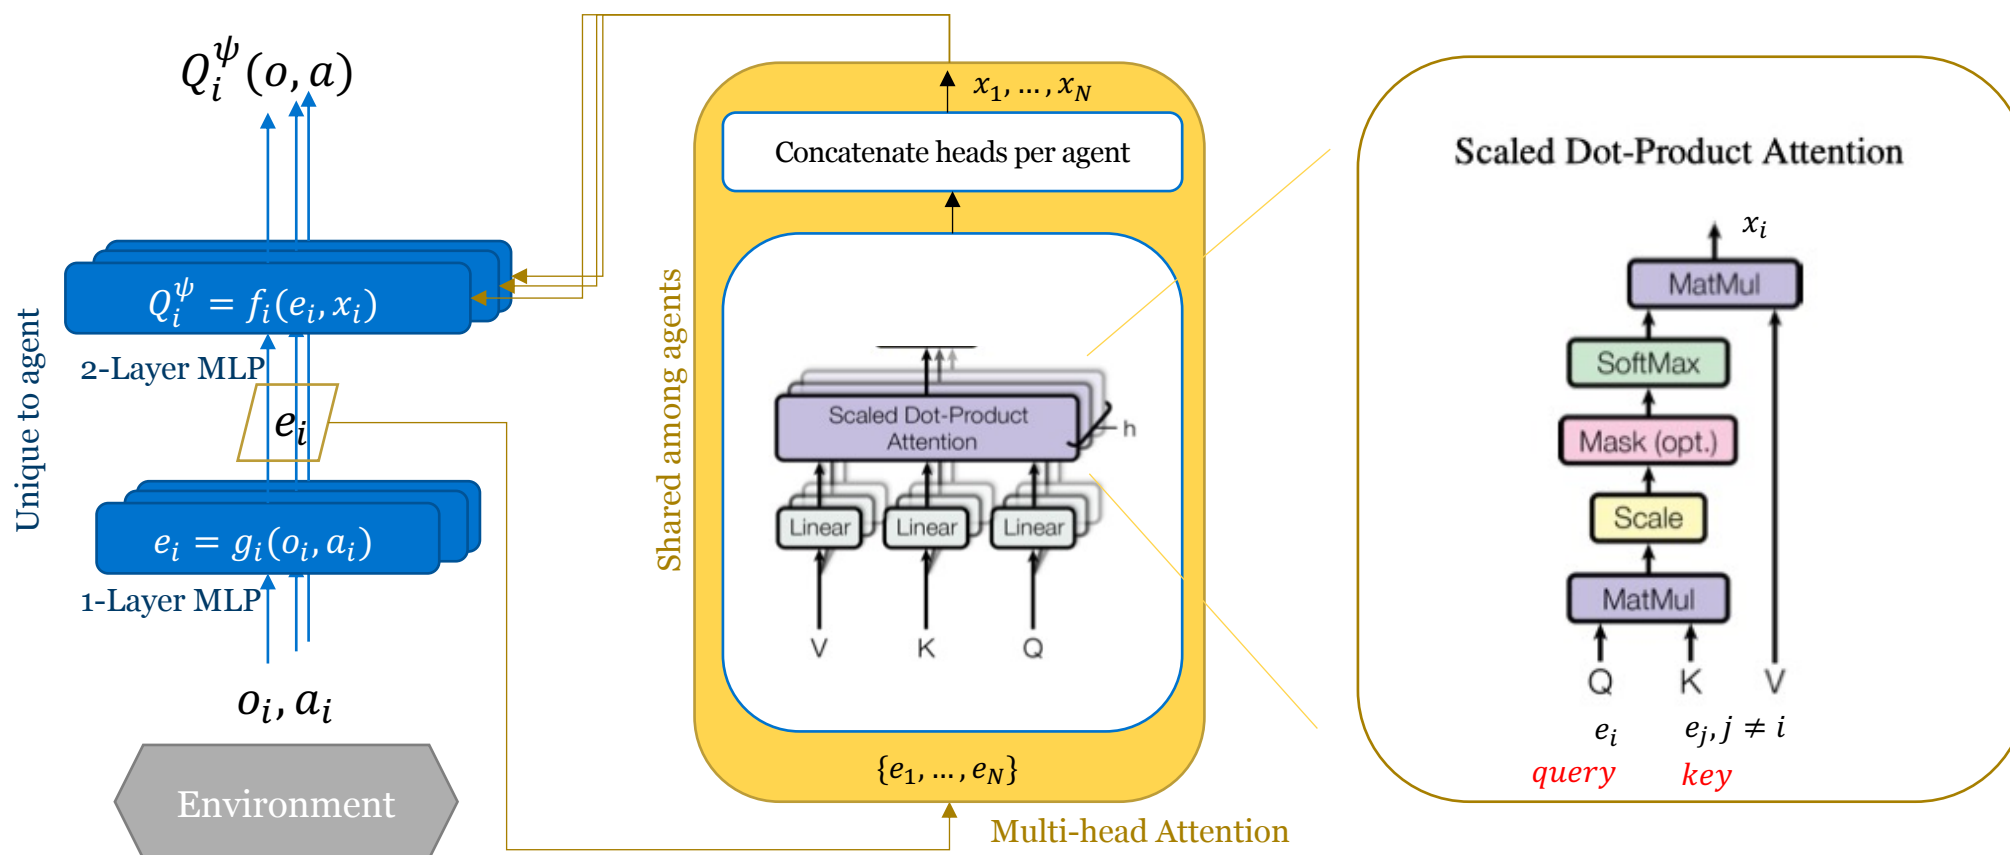 Q_i^ψ(o, a)
Q_i^ψ = f_i(e_i, x_i)
2-Layer MLP
e_i
e_i = g_i(o_i, a_i)
1-Layer MLP
o_i, a_i
Environment
Unique to agent
Shared among agents
x_1, … , x_N
Concatenate heads per agent
Scaled Dot-Product
Attention
h
Linear
Linear
Linear
V
K
Q
{e_1, … , e_N}
Multi-head Attention
Scaled Dot-Product Attention
x_i
MatMul
SoftMax
Mask (opt.)
Scale
MatMul
Q
K
V
e_i
e_j, j ≠ i
query
key